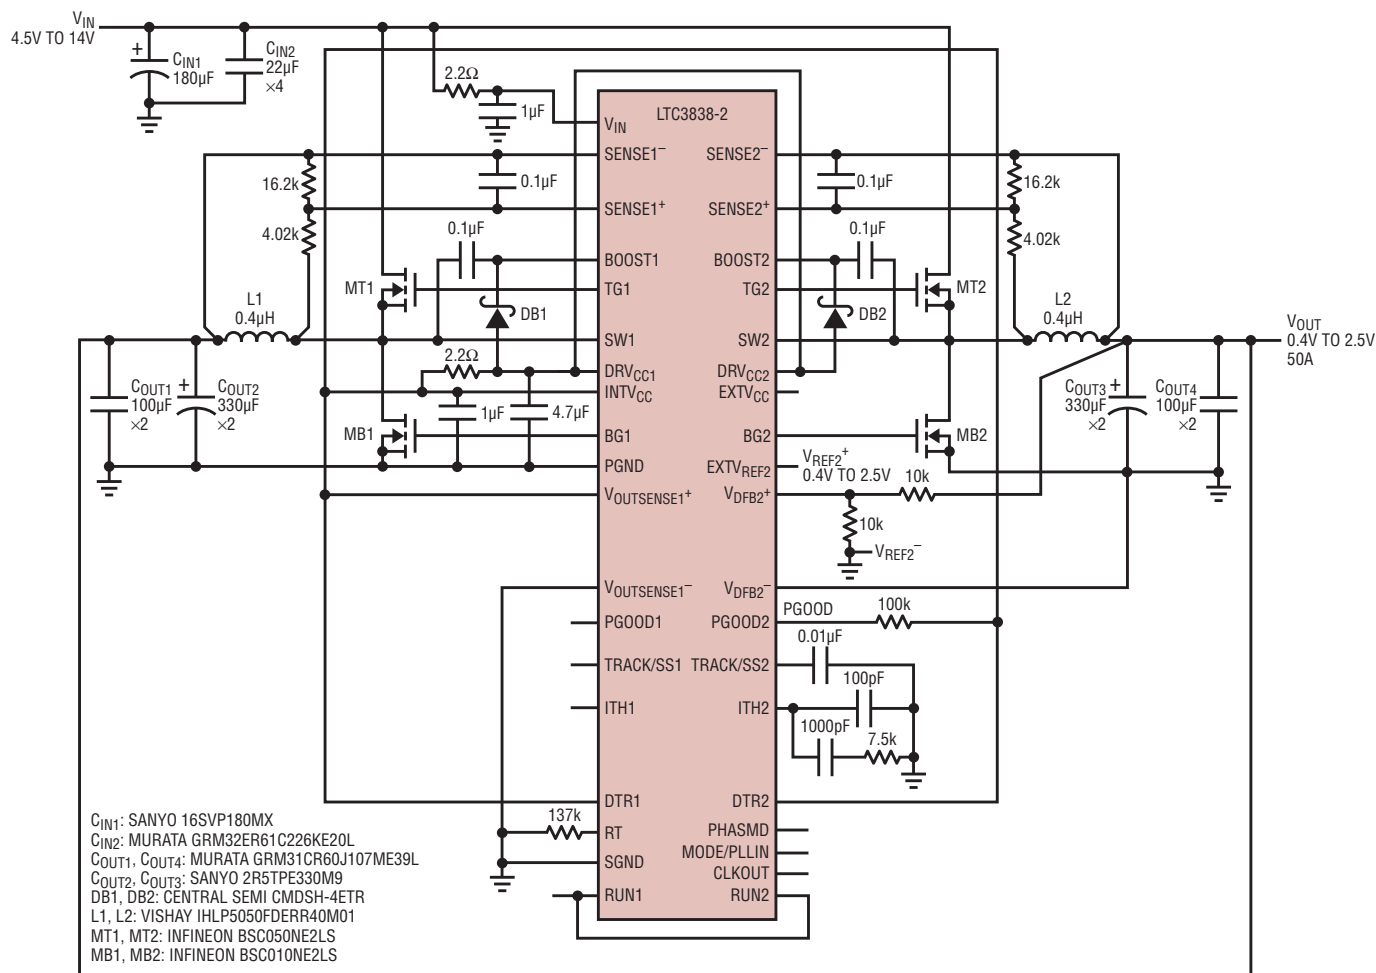 VIN
4.5V TO 14V
CIN1
180µF
CIN2
22µF
×4
2.2Ω
1µF
LTC3838-2
VIN
SENSE1–
SENSE2–
16.2k
0.1µF
0.1µF
16.2k
SENSE1+
SENSE2+
4.02k
0.1µF
0.1µF
4.02k
BOOST1
BOOST2
MT1
TG1
TG2
MT2
L1
0.4µH
DB1
DB2
L2
0.4µH
VOUT
0.4V TO 2.5V
50A
SW1
SW2
2.2Ω
DRVCC1
DRVCC2
COUT1
100µF
×2
COUT2
330µF
×2
INTVCC
EXTVCC
COUT3
330µF
×2
COUT4
100µF
×2
1µF
4.7µF
MB1
BG1
BG2
MB2
PGND
EXTVREF2
VREF2+
0.4V TO 2.5V
10k
VOUTSENSE1+
VDFB2+
10k
VREF2–
VOUTSENSE1–
VDFB2–
PGOOD1
PGOOD2
PGOOD
100k
0.01µF
TRACK/SS1
TRACK/SS2
100pF
ITH1
ITH2
1000pF
7.5k
DTR1
DTR2
137k
RT
PHASMD
MODE/PLLIN
SGND
CLKOUT
RUN1
RUN2
CIN1: SANYO 16SVP180MX
CIN2: MURATA GRM32ER61C226KE20L
COUT1, COUT4: MURATA GRM31CR60J107ME39L
COUT2, COUT3: SANYO 2R5TPE330M9
DB1, DB2: CENTRAL SEMI CMDSH-4ETR
L1, L2: VISHAY IHLP5050FDERR40M01
MT1, MT2: INFINEON BSC050NE2LS
MB1, MB2: INFINEON BSC010NE2LS